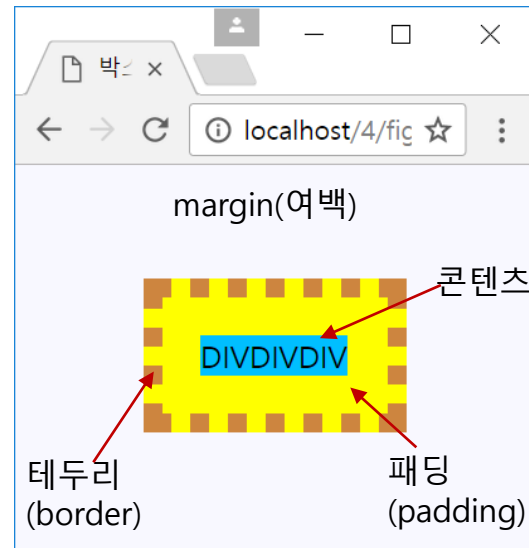 박스
localhost/4/fig
margin(여백)
콘텐츠
DIVDIVDIV
테두리
(border)
패딩
(padding)